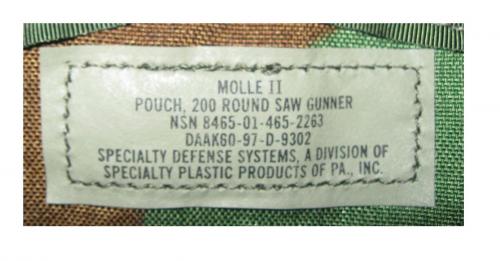 MOLLE II
POUCH, 200 ROUND SAW GUNNER
NSN 8465-01-465-2263
DAAK60-97-D-9302
SPECIALTY DEFENSE SYSTEMS, A DIVISION OF
SPECIALTY PLASTIC PRODUCTS OF PA., INC.